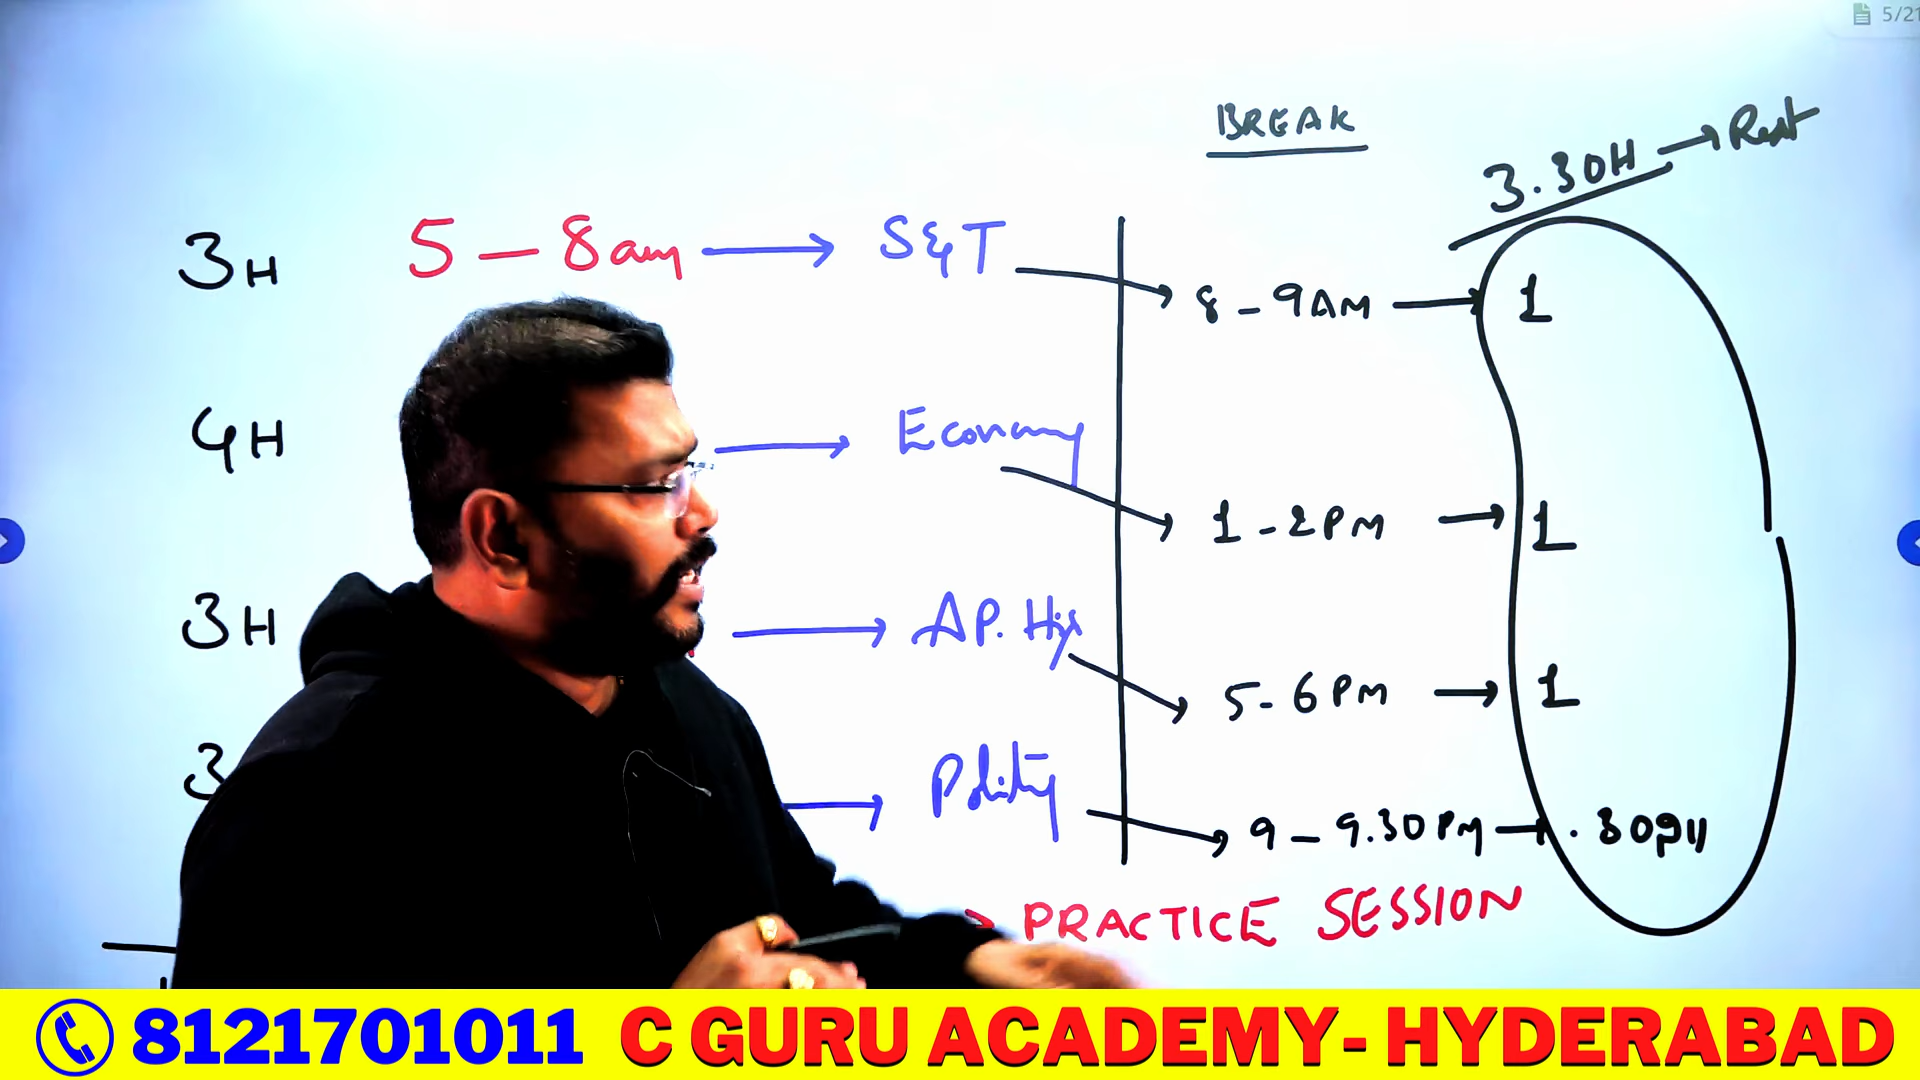 5/21
BREAK
3.30H → Rest
3H 5 – 8am → S&T → 8 – 9AM → 1
4H → Economy → 1 - 2PM → 1
3H → AP. His → 5 - 6PM → 1
3 → Polity → 9 – 9.30PM →
PRACTICE SESSION
8121701011 C GURU ACADEMY- HYDERABAD